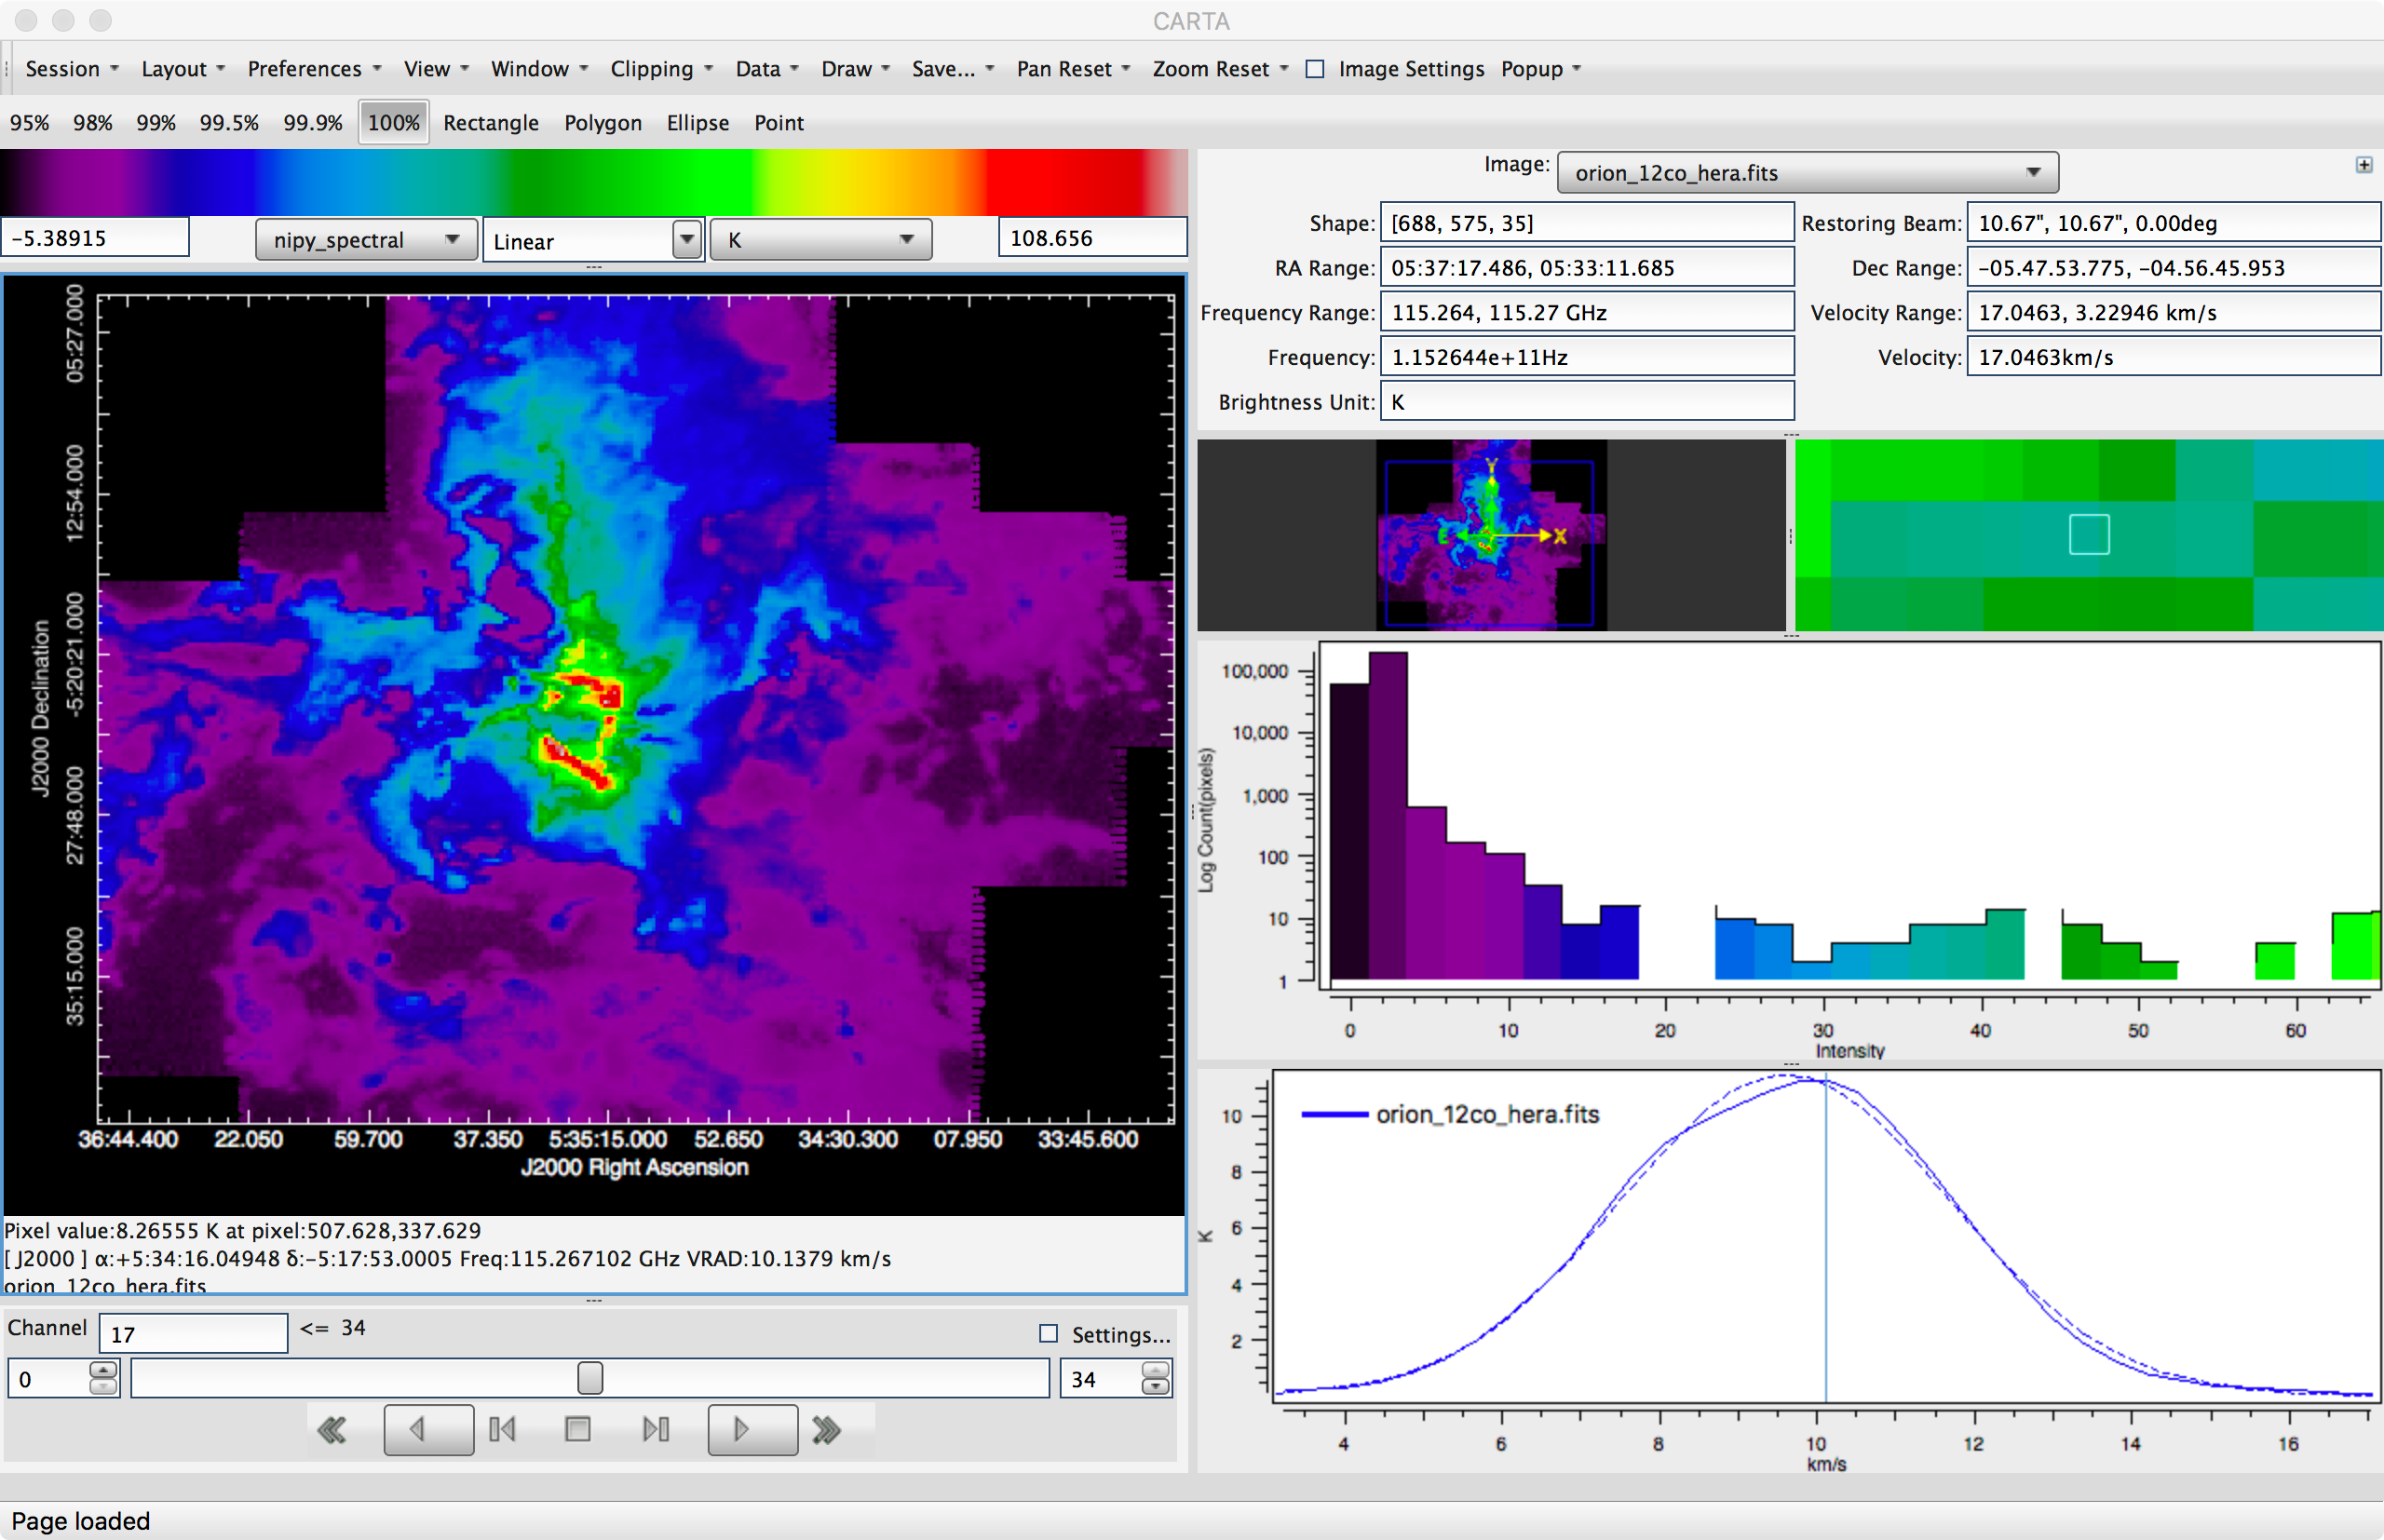 CARTA
Session Layout Preferences View Window Clipping Data Draw Save... Pan Reset Zoom Reset Image Settings Popup
95% 98% 99% 99.5% 99.9% 100% Rectangle Polygon Ellipse Point
−5.38915 nipy_spectral Linear K 108.656
05:27.000
12:54.000
-5:20:21.000
27:48.000
35:15.000
J2000 Declination
36:44.400 22.050 59.700 37.350 5:35:15.000 52.650 34:30.300 07.950 33:45.600
J2000 Right Ascension
Pixel value:8.26555 K at pixel:507.628,337.629
[ J2000 ] α:+5:34:16.04948 δ:−5:17:53.0005 Freq:115.267102 GHz VRAD:10.1379 km/s
orion_12co_hera.fits
Channel 17 <= 34 Settings...
0 34
Image: orion_12co_hera.fits
Shape: [688, 575, 35] Restoring Beam: 10.67", 10.67", 0.00deg
RA Range: 05:37:17.486, 05:33:11.685 Dec Range: −05.47.53.775, −04.56.45.953
Frequency Range: 115.264, 115.27 GHz Velocity Range: 17.0463, 3.22946 km/s
Frequency: 1.152644e+11Hz Velocity: 17.0463km/s
Brightness Unit: K
Y
E X
100,000
10,000
1,000
100
10
1
Log Count(pixels)
0 10 20 30 40 50 60
Intensity
orion_12co_hera.fits
10
8
6
4
2
K
4 6 8 10 12 14 16
km/s
Page loaded